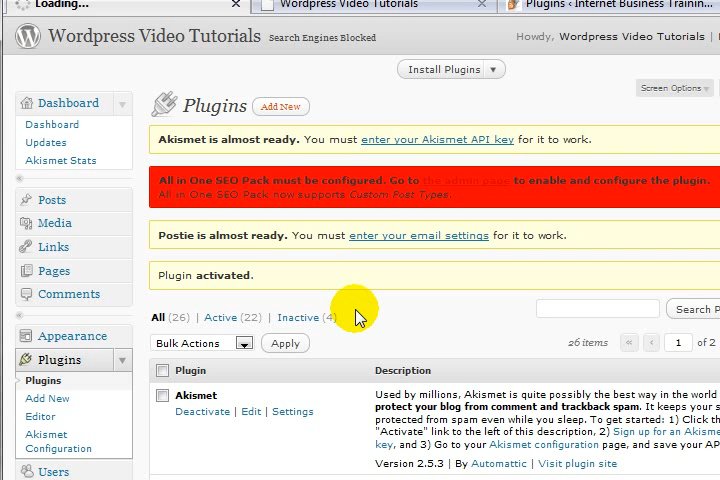 Loading...
Wordpress Video Tutorials
Plugins ‹ Internet Business Trainin...
Wordpress Video Tutorials Search Engines Blocked
Howdy, Wordpress Video Tutorials |
Install Plugins
Screen Options
Dashboard
Dashboard
Updates
Akismet Stats
Posts
Media
Links
Pages
Comments
Appearance
Plugins
Plugins
Add New
Editor
Akismet
Configuration
Users
Plugins Add New
Akismet is almost ready. You must enter your Akismet API key for it to work.
All in One SEO Pack must be configured. Go to the admin page to enable and configure the plugin.
All in One SEO Pack now supports Custom Post Types.
Postie is almost ready. You must enter your email settings for it to work.
Plugin activated.
All (26) | Active (22) | Inactive (4)
Search P
Bulk Actions Apply
26 items « ‹ 1 of 2
Plugin Description
Akismet
Deactivate | Edit | Settings
Used by millions, Akismet is quite possibly the best way in the world
protect your blog from comment and trackback spam. It keeps your s
protected from spam even while you sleep. To get started: 1) Click th
"Activate" link to the left of this description, 2) Sign up for an Akisme
key, and 3) Go to your Akismet configuration page, and save your AP
Version 2.5.3 | By Automattic | Visit plugin site